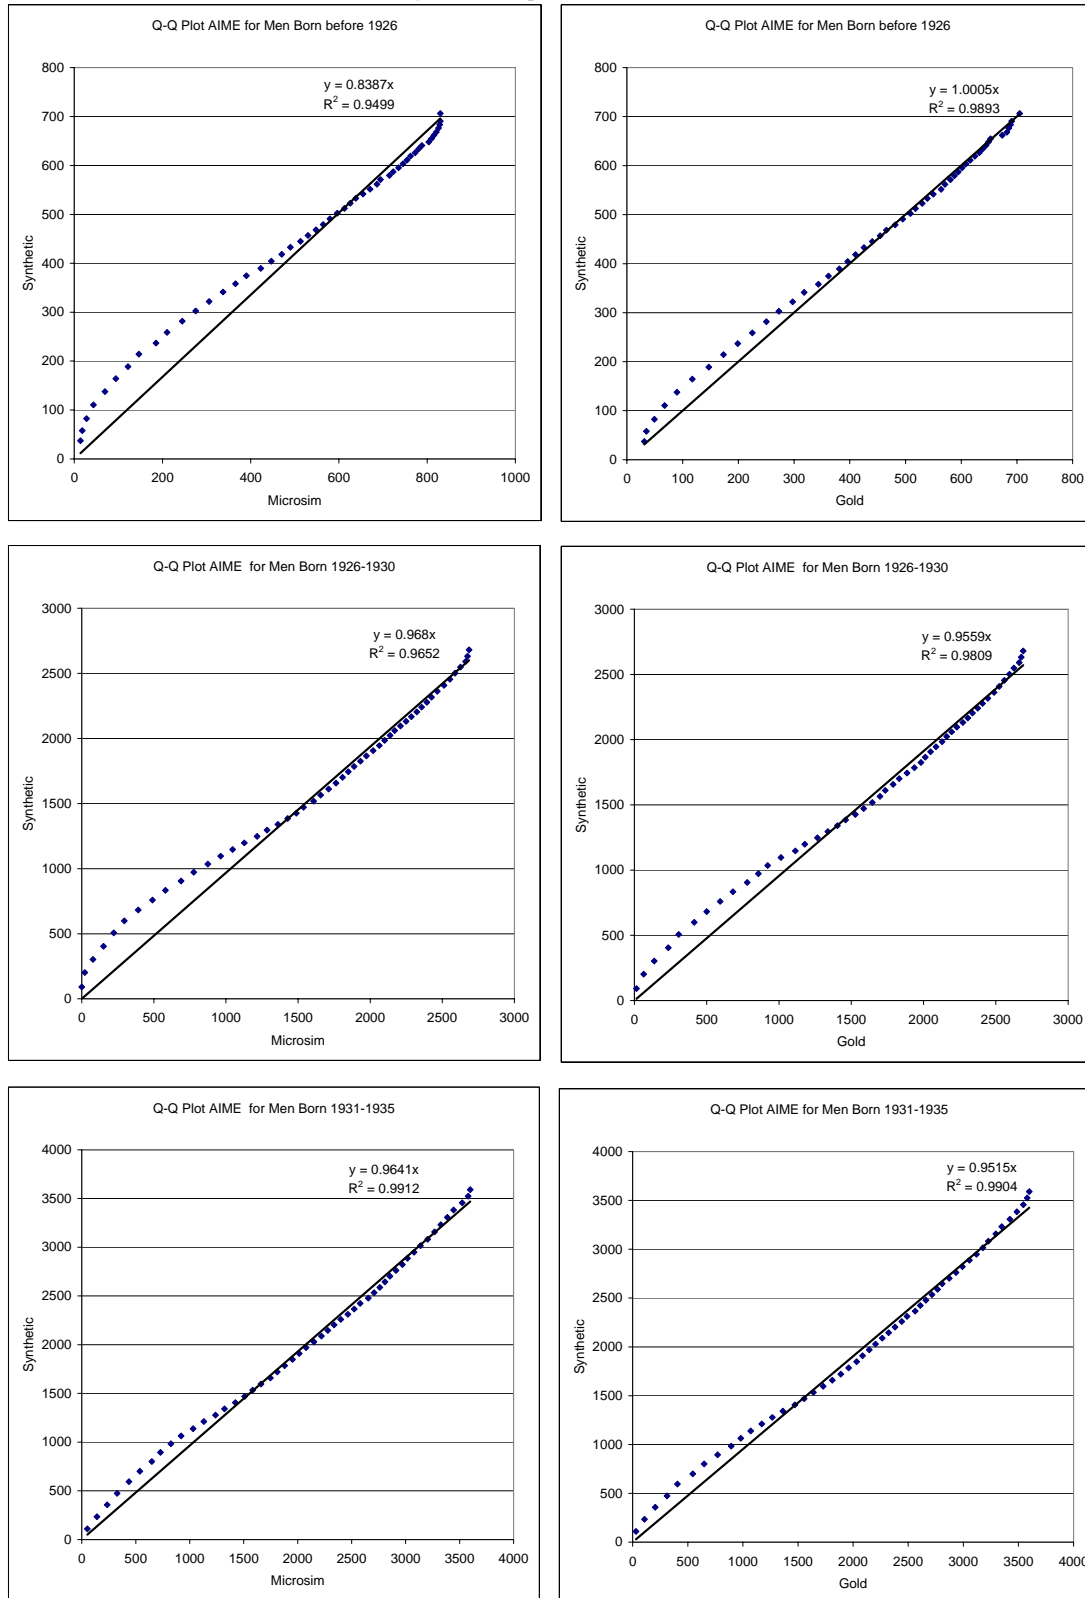 Q-Q Plot AIME for Men Born before 1926
y = 0.8387x
R² = 0.9499
800
700
600
500
400
300
200
100
0
Synthetic
0 200 400 600 800 1000
Microsim
Q-Q Plot AIME for Men Born before 1926
y = 1.0005x
R² = 0.9893
800
700
600
500
400
300
200
100
0
Synthetic
0 100 200 300 400 500 600 700 800
Gold
Q-Q Plot AIME for Men Born 1926-1930
y = 0.968x
R² = 0.9652
3000
2500
2000
1500
1000
500
0
Synthetic
0 500 1000 1500 2000 2500 3000
Microsim
Q-Q Plot AIME for Men Born 1926-1930
y = 0.9559x
R² = 0.9809
3000
2500
2000
1500
1000
500
0
Synthetic
0 500 1000 1500 2000 2500 3000
Gold
Q-Q Plot AIME for Men Born 1931-1935
y = 0.9641x
R² = 0.9912
4000
3500
3000
2500
2000
1500
1000
500
0
Synthetic
0 500 1000 1500 2000 2500 3000 3500 4000
Microsim
Q-Q Plot AIME for Men Born 1931-1935
y = 0.9515x
R² = 0.9904
4000
3500
3000
2500
2000
1500
1000
500
0
Synthetic
0 500 1000 1500 2000 2500 3000 3500 4000
Gold